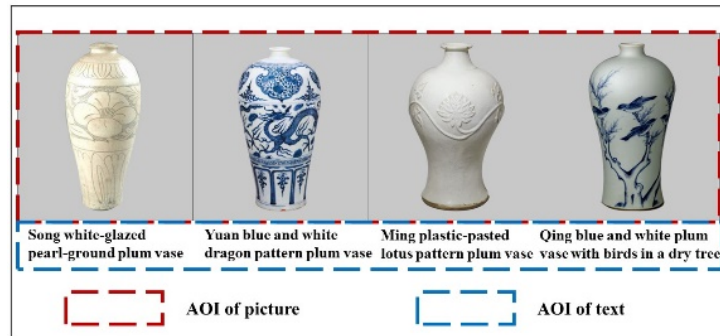 Song white-glazed
pearl-ground plum vase
Yuan blue and white
dragon pattern plum vase
Ming plastic-pasted
lotus pattern plum vase
Qing blue and white plum
vase with birds in a dry tree
AOI of picture
AOI of text